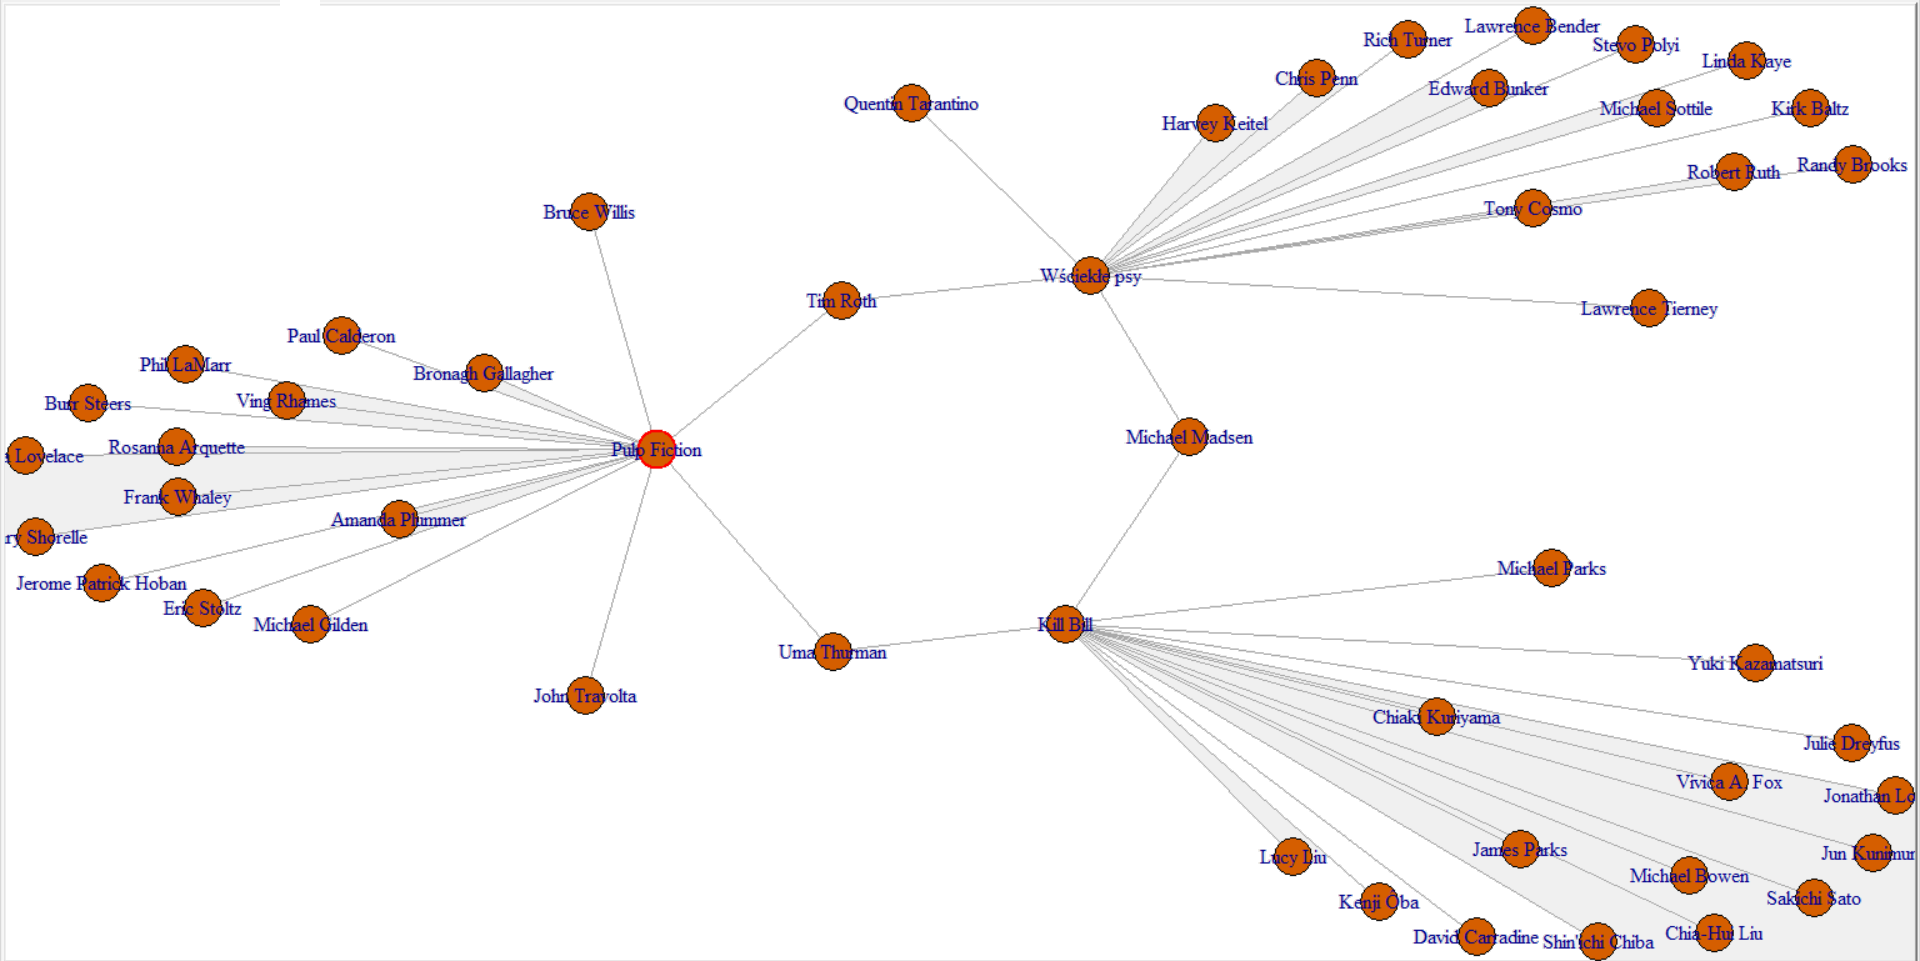 Lawrence Bender
Rich Turner
Stevo Polyi
Linda Kaye
Chris Penn
Edward Bunker
Quentin Tarantino
Michael Sottile
Kirk Baltz
Harvey Keitel
Randy Brooks
Robert Ruth
Tony Cosmo
Bruce Willis
Wściekłe psy
Tim Roth
Lawrence Tierney
Paul Calderon
Phil LaMarr
Bronagh Gallagher
Ving Rhames
Burr Steers
Michael Madsen
Rosanna Arquette
Pulp Fiction
Lovelace
Frank Whaley
Amanda Plummer
ry Shorelle
Michael Parks
Jerome Patrick Hoban
Eric Stoltz
Michael Gilden
Kill Bill
Uma Thurman
Yuki Kazamatsuri
John Travolta
Chiaki Kuriyama
Julie Dreyfus
Vivica A. Fox
Jonathan Lo
James Parks
Jun Kunimur
Lucy Liu
Michael Bowen
Sakichi Sato
Kenji Oba
Chia-Hui Liu
David Carradine
Shin'ichi Chiba